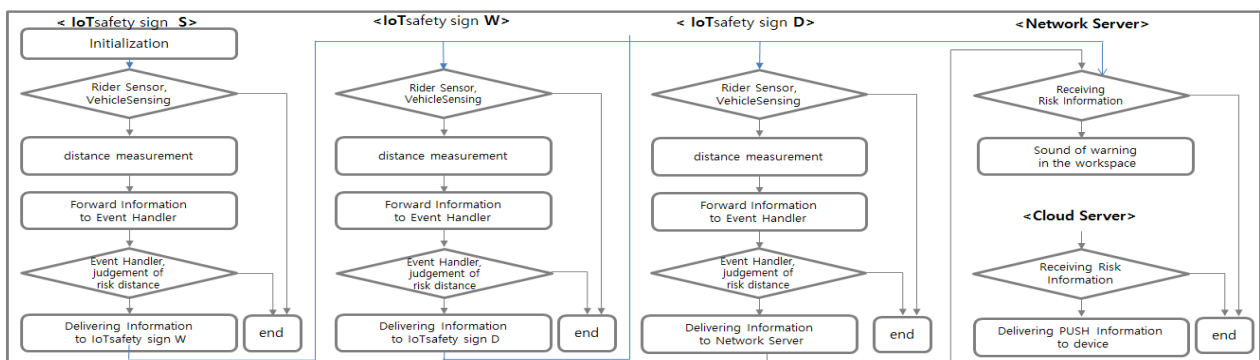 < IoTsafety sign S>
Initialization
Rider Sensor,
VehicleSensing
distance measurement
Forward Information
to Event Handler
Event Handler,
judgement of
risk distance
Delivering Information
to IoTsafety sign W
end
<IoTsafety sign W>
Rider Sensor,
VehicleSensing
distance measurement
Forward Information
to Event Handler
Event Handler,
judgement of
risk distance
Delivering Information
to IoTsafety sign D
end
< IoTsafety sign D>
Rider Sensor,
VehicleSensing
distance measurement
Forward Information
to Event Handler
Event Handler,
judgement of
risk distance
Delivering Information
to Network Server
end
<Network Server>
Receiving
Risk Information
Sound of warning
in the workspace
<Cloud Server>
Receiving Risk
Information
Delivering PUSH Information
to device
end